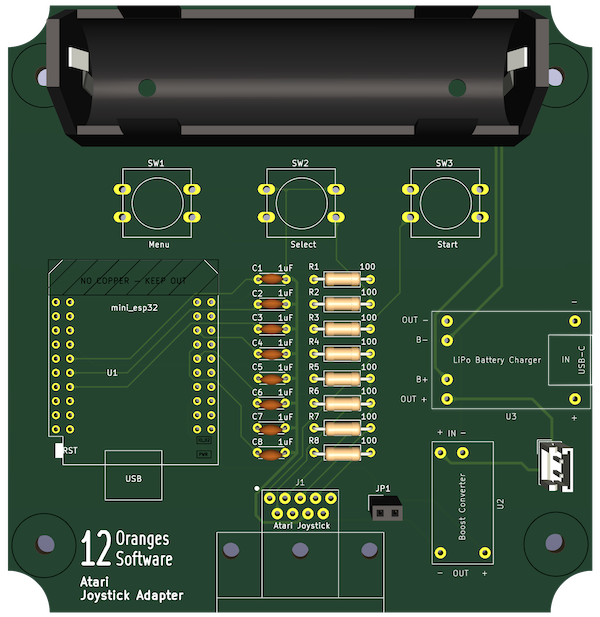 SW1
SW2
SW3
Menu
Select
Start
NO COPPER - KEEP OUT
mini_esp32
U1
RST
USB
C1 1uF
C2 1uF
C3 1uF
C4 1uF
C5 1uF
C6 1uF
C7 1uF
C8 1uF
R1 100
R2 100
R3 100
R4 100
R5 100
R6 100
R7 100
R8 100
OUT -
B-
B+
OUT +
LiPo Battery Charger
IN
USB-C
-
+
U3
+ IN -
Boost Converter
U2
- OUT +
J1
Atari Joystick
JP1
12 Oranges
Software
Atari
Joystick Adapter